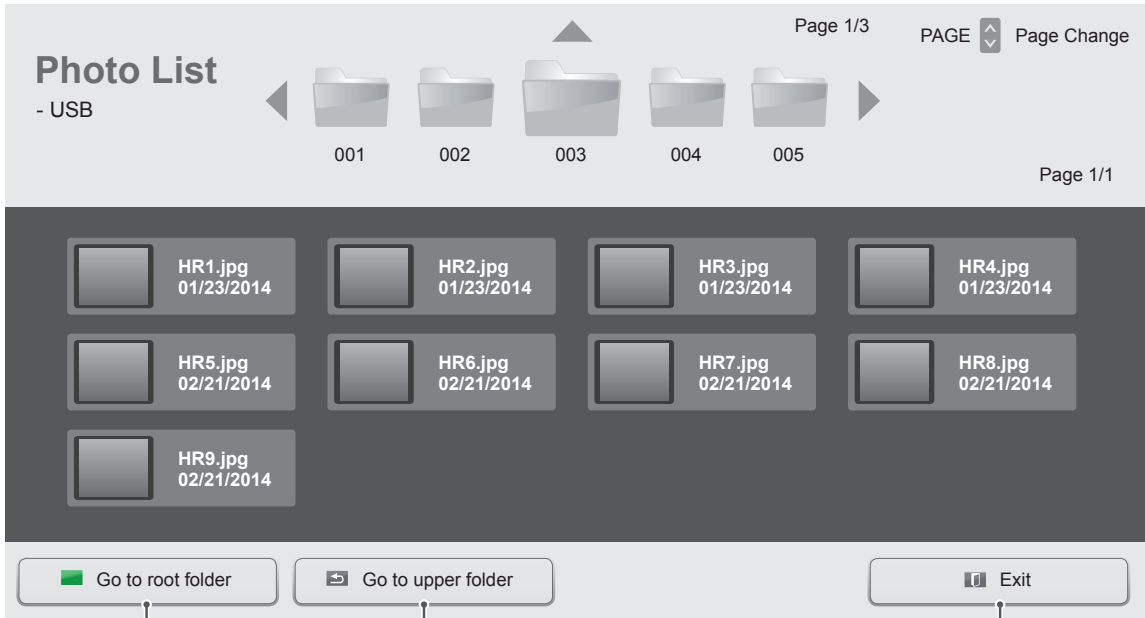 Page 1/3
PAGE Page Change
Photo List
- USB
001 002 003 004 005
Page 1/1
HR1.jpg
01/23/2014
HR2.jpg
01/23/2014
HR3.jpg
01/23/2014
HR4.jpg
01/23/2014
HR5.jpg
02/21/2014
HR6.jpg
02/21/2014
HR7.jpg
02/21/2014
HR8.jpg
02/21/2014
HR9.jpg
02/21/2014
Go to root folder
Go to upper folder
Exit